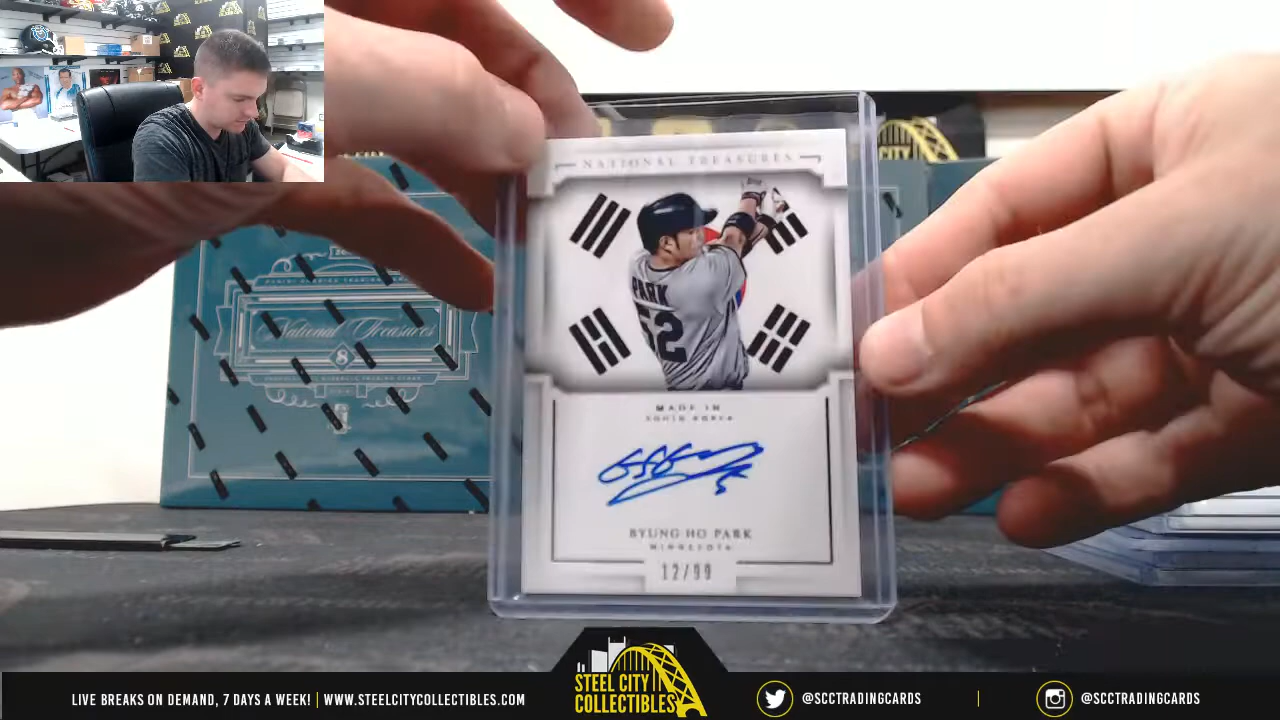 NATIONAL TREASURES
PARK
52
MADE IN
SOUTH KOREA
BYUNG HO PARK
MINNESOTA
12/99
National Treasures
8
LIVE BREAKS ON DEMAND, 7 DAYS A WEEK! | WWW.STEELCITYCOLLECTIBLES.COM
STEEL CITY
COLLECTIBLES
@SCCTRADINGCARDS
@SCCTRADINGCARDS